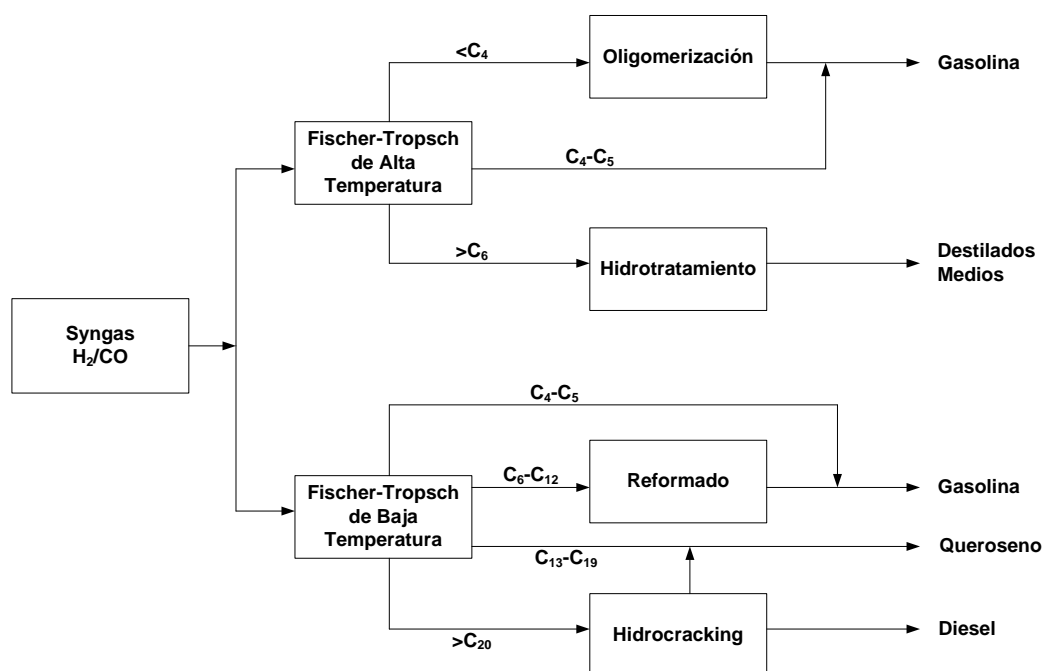 <C₄
Oligomerización
Gasolina
Fischer-Tropsch
de Alta
Temperatura
C₄-C₅
>C₆
Hidrotratamiento
Destilados
Medios
Syngas
H₂/CO
C₄-C₅
Fischer-Tropsch
de Baja
Temperatura
C₆-C₁₂
Reformado
Gasolina
C₁₃-C₁₉
Queroseno
>C₂₀
Hidrocracking
Diesel